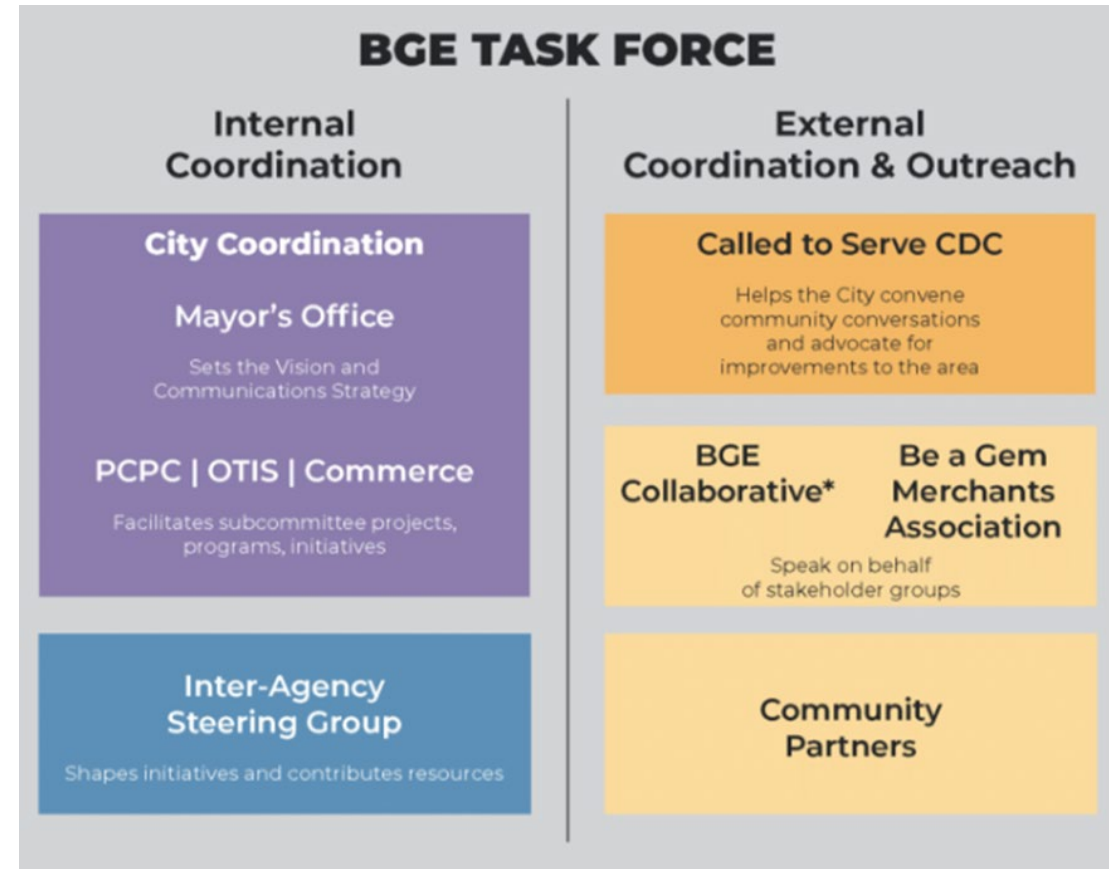 BGE TASK FORCE
Internal
Coordination
City Coordination
Mayor’s Office
Sets the Vision and
Communications Strategy
PCPC | OTIS | Commerce
Facilitates subcommittee projects,
programs, initiatives
Inter-Agency
Steering Group
Shapes initiatives and contributes resources
External
Coordination & Outreach
Called to Serve CDC
Helps the City convene
community conversations
and advocate for
improvements to the area
BGE
Collaborative*
Be a Gem
Merchants
Association
Speak on behalf
of stakeholder groups
Community
Partners